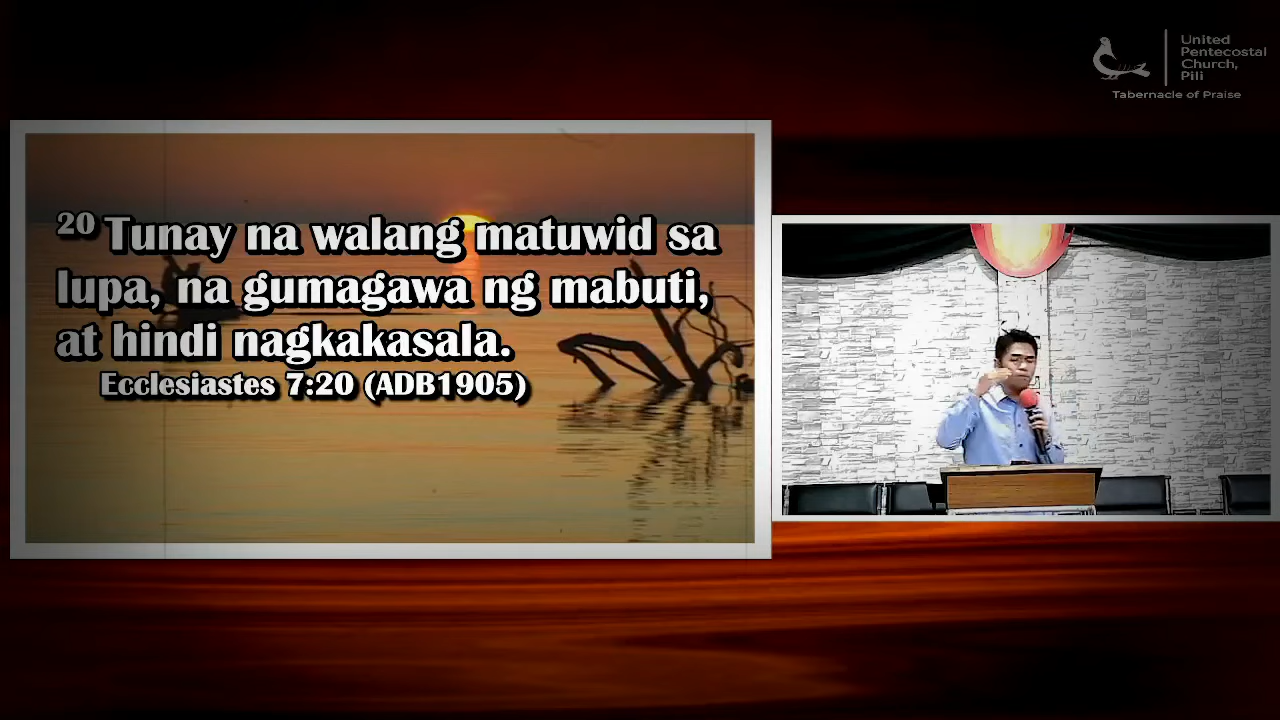 United
Pentecostal
Church,
Pili
Tabernacle of Praise
20 Tunay na walang matuwid sa
lupa, na gumagawa ng mabuti,
at hindi nagkakasala.
Ecclesiastes 7:20 (ADB1905)